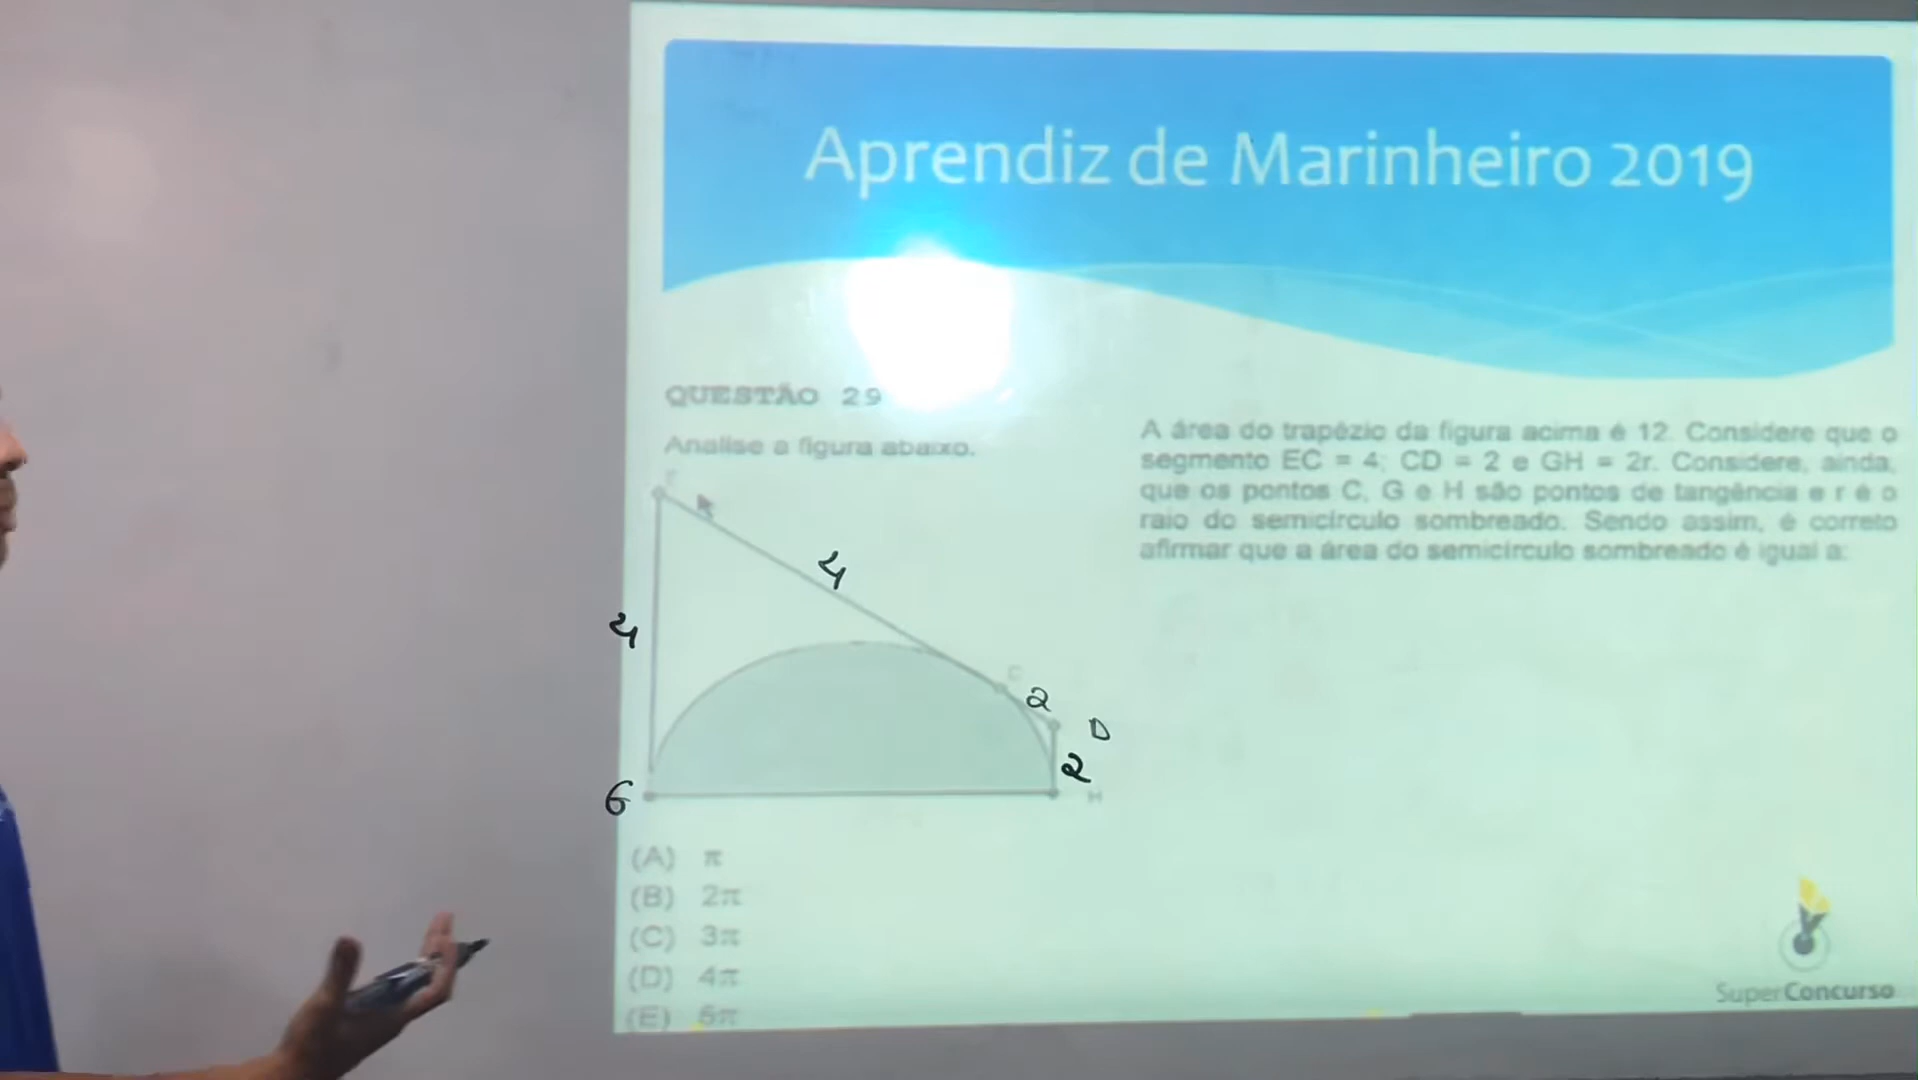 Aprendiz de Marinheiro 2019
QUESTÃO 29
Analise a figura abaixo.
A área do trapézio da figura acima é 12. Considere que o
segmento EC = 4; CD = 2 e GH = 2r. Considere, ainda,
que os pontos C, G e H são pontos de tangência e r é o
raio do semicírculo sombreado. Sendo assim, é correto
afirmar que a área do semicírculo sombreado é igual a:
E
4
4
C
2
D
2
G
H
(A) π
(B) 2π
(C) 3π
(D) 4π
(E) 5π
SuperConcurso